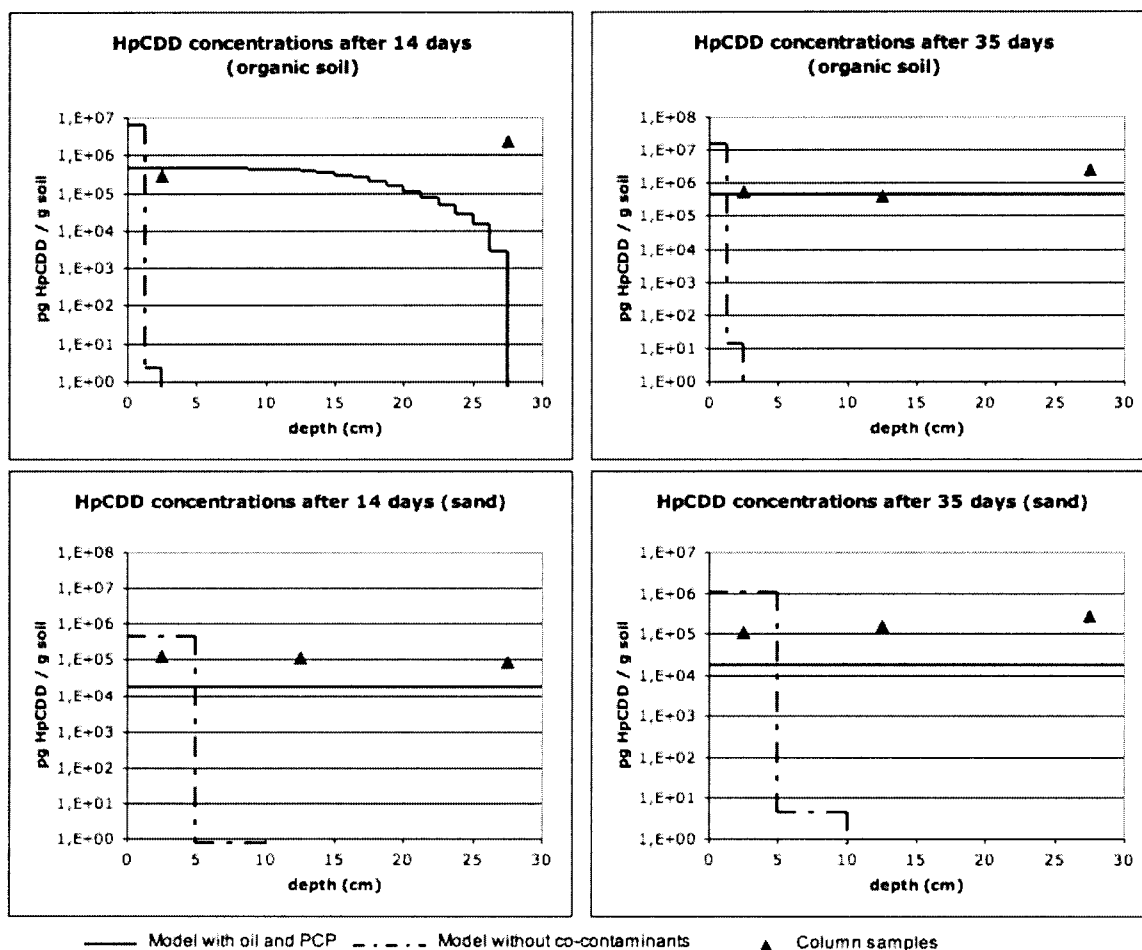 HpCDD concentrations after 14 days
(organic soil)
1,E+07
1,E+06
1,E+05
1,E+04
1,E+03
1,E+02
1,E+01
1,E+00
pg HpCDD / g soil
0 5 10 15 20 25 30
depth (cm)
HpCDD concentrations after 35 days
(organic soil)
1,E+08
1,E+07
1,E+06
1,E+05
1,E+04
1,E+03
1,E+02
1,E+01
1,E+00
pg HpCDD / g soil
0 5 10 15 20 25 30
depth (cm)
HpCDD concentrations after 14 days (sand)
1,E+08
1,E+07
1,E+06
1,E+05
1,E+04
1,E+03
1,E+02
1,E+01
1,E+00
pg HpCDD / g soil
0 5 10 15 20 25 30
depth (cm)
HpCDD concentrations after 35 days (sand)
1,E+07
1,E+06
1,E+05
1,E+04
1,E+03
1,E+02
1,E+01
1,E+00
pg HpCDD / g soil
0 5 10 15 20 25 30
depth (cm)
Model with oil and PCP Model without co-contaminants Column samples